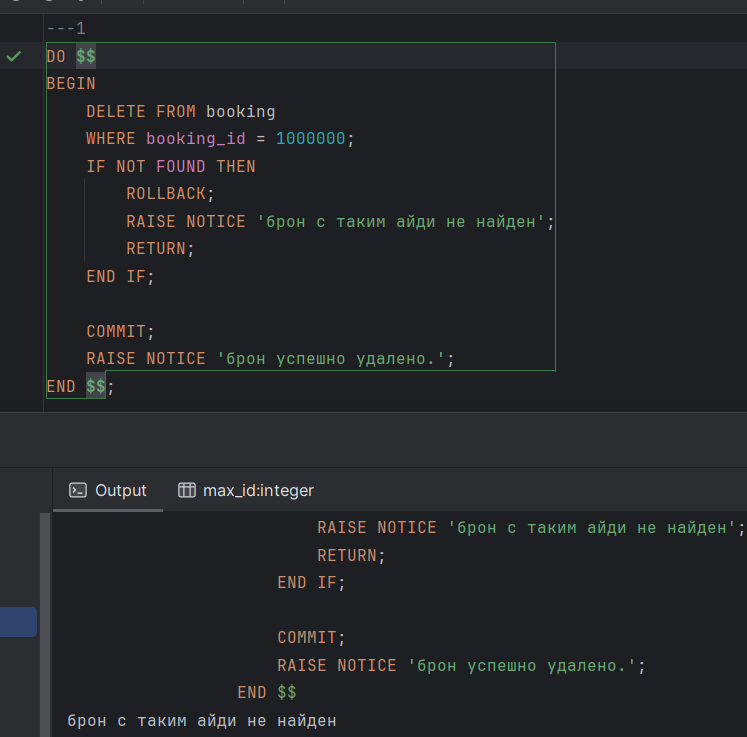 ---1
DO $$
BEGIN
    DELETE FROM booking
    WHERE booking_id = 1000000;
    IF NOT FOUND THEN
        ROLLBACK;
        RAISE NOTICE 'брон с таким айди не найден';
        RETURN;
    END IF;

    COMMIT;
    RAISE NOTICE 'брон успешно удалено.';
END $$;
Output max_id:integer
RAISE NOTICE 'брон с таким айди не найден';
RETURN;
END IF;

COMMIT;
RAISE NOTICE 'брон успешно удалено.';
END $$
брон с таким айди не найден